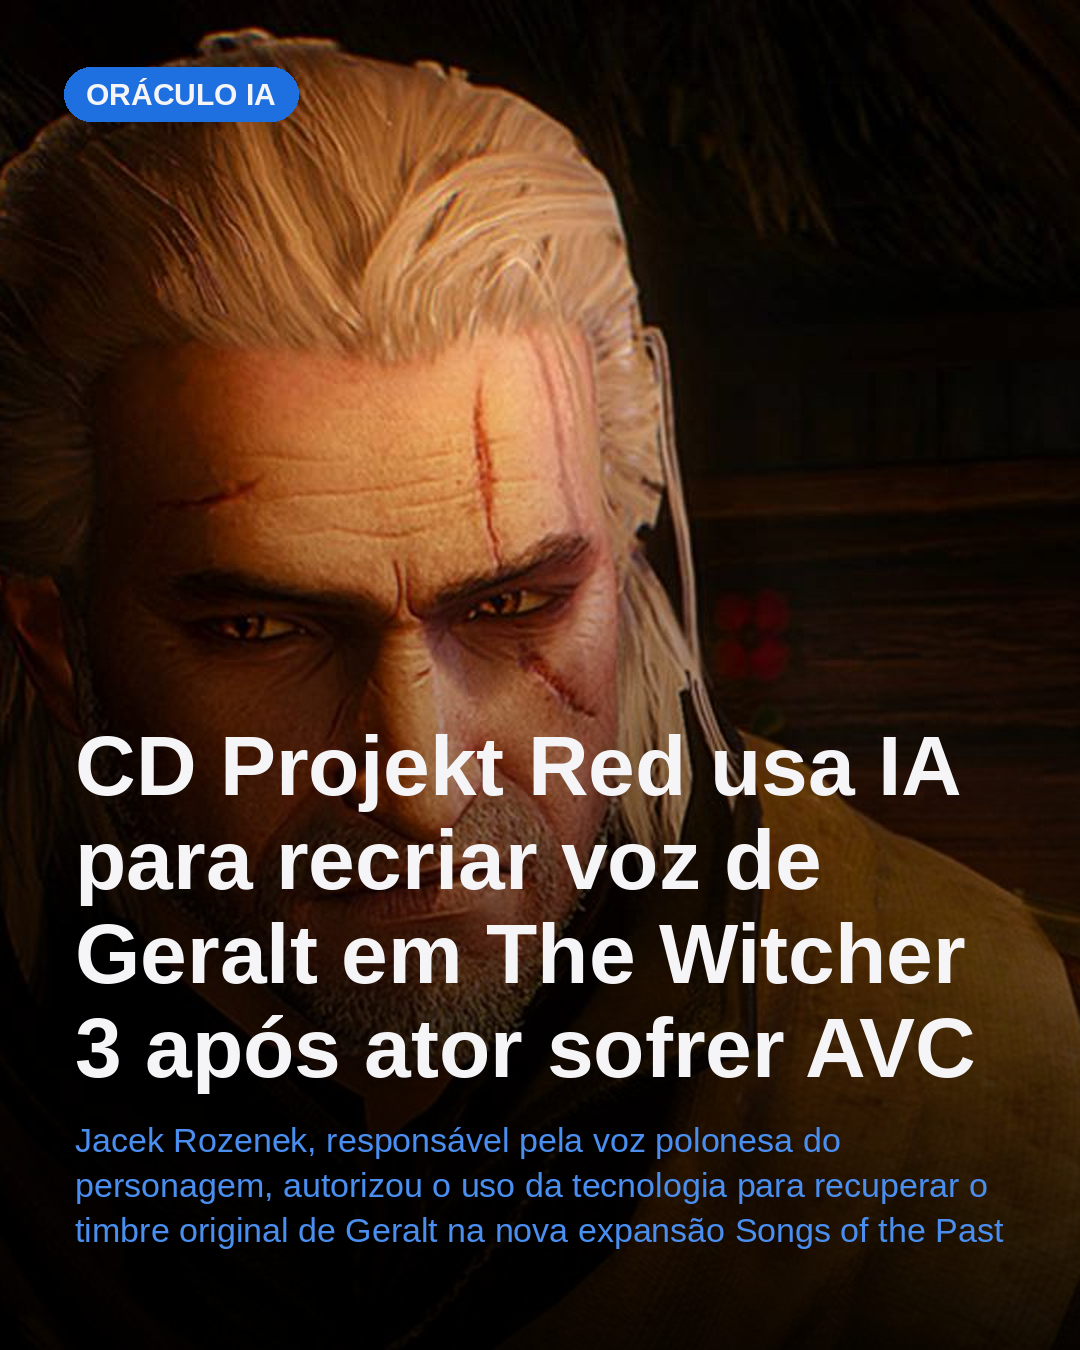 ORÁCULO IA
CD Projekt Red usa IA
para recriar voz de
Geralt em The Witcher
3 após ator sofrer AVC
Jacek Rozenek, responsável pela voz polonesa do
personagem, autorizou o uso da tecnologia para recuperar o
timbre original de Geralt na nova expansão Songs of the Past